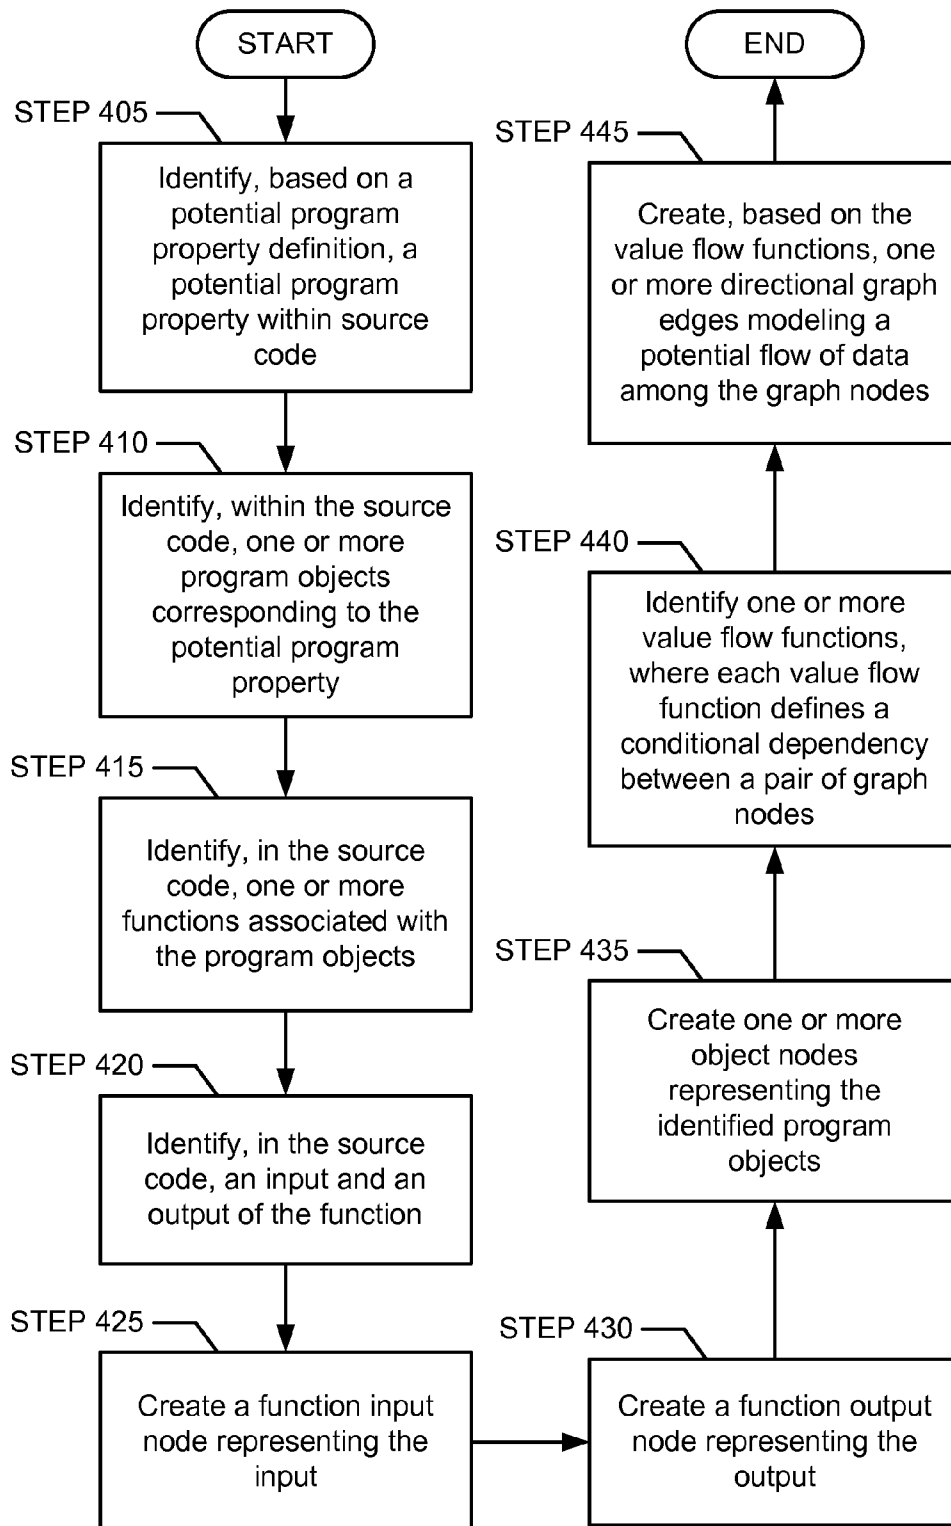 START
STEP 405
Identify, based on a
potential program
property definition, a
potential program
property within source
code
STEP 410
Identify, within the source
code, one or more
program objects
corresponding to the
potential program
property
STEP 415
Identify, in the source
code, one or more
functions associated with
the program objects
STEP 420
Identify, in the source
code, an input and an
output of the function
STEP 425
Create a function input
node representing the
input
STEP 430
Create a function output
node representing the
output
STEP 435
Create one or more
object nodes
representing the
identified program
objects
STEP 440
Identify one or more
value flow functions,
where each value flow
function defines a
conditional dependency
between a pair of graph
nodes
STEP 445
Create, based on the
value flow functions, one
or more directional graph
edges modeling a
potential flow of data
among the graph nodes
END